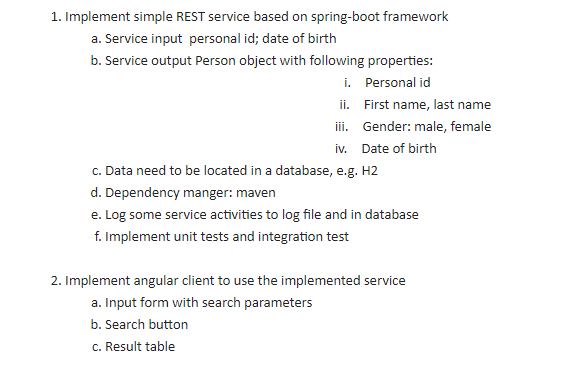 1. Implement simple REST service based on spring-boot framework
a. Service input  personal id; date of birth
b. Service output Person object with following properties:
i. Personal id
ii. First name, last name
iii. Gender: male, female
iv. Date of birth
c. Data need to be located in a database, e.g. H2
d. Dependency manger: maven
e. Log some service activities to log file and in database
f. Implement unit tests and integration test
2. Implement angular client to use the implemented service
a. Input form with search parameters
b. Search button
c. Result table